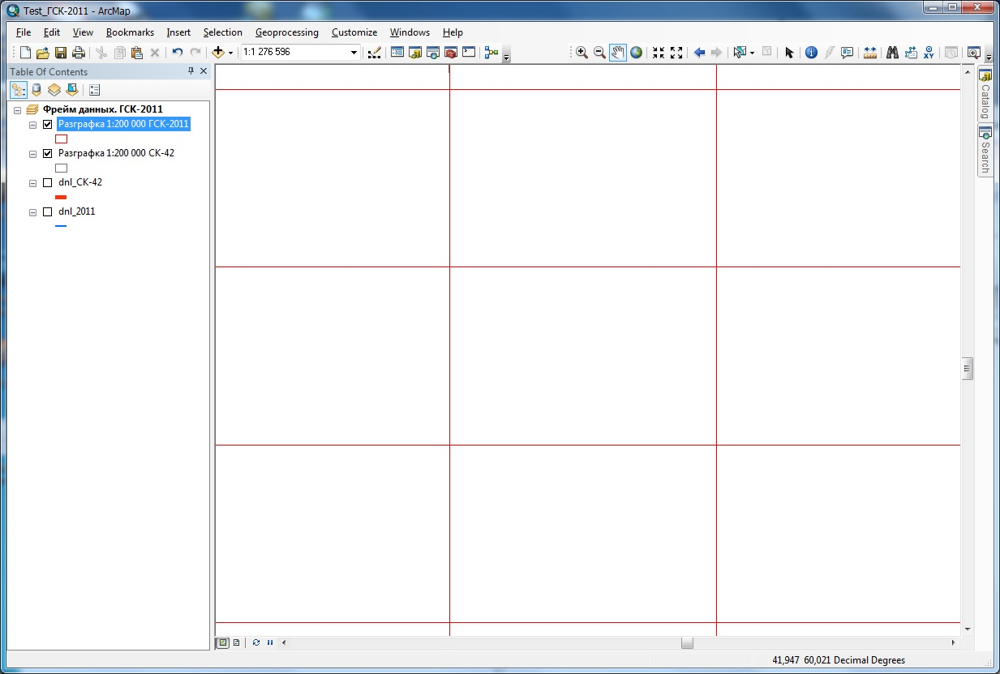 Test_ГСК-2011 - ArcMap
File Edit View Bookmarks Insert Selection Geoprocessing Customize Windows Help
1:1 276 596
XY
Table Of Contents
Фрейм данных. ГСК-2011
Разграфка 1:200 000 ГСК-2011
Разграфка 1:200 000 СК-42
dnl_СК-42
dnl_2011
Catalog
Search
41,947 60,021 Decimal Degrees